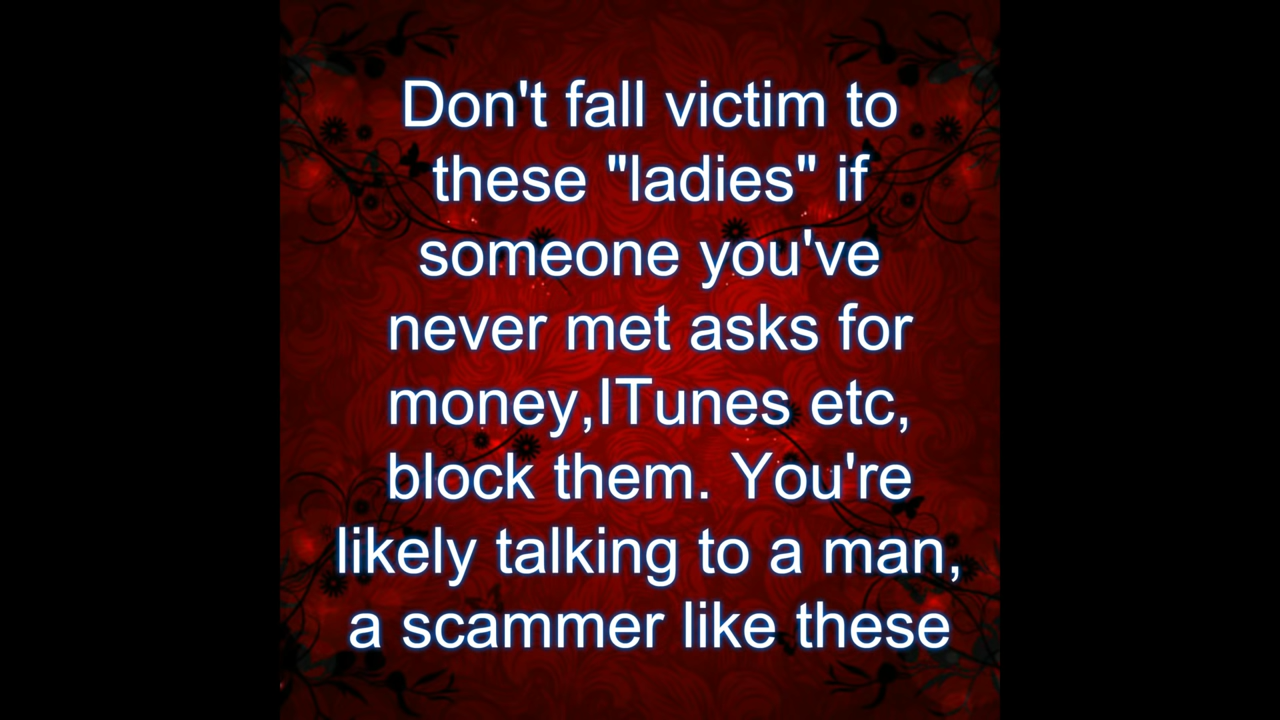 Don't fall victim to
these "ladies" if
someone you've
never met asks for
money,ITunes etc,
block them. You're
likely talking to a man,
a scammer like these